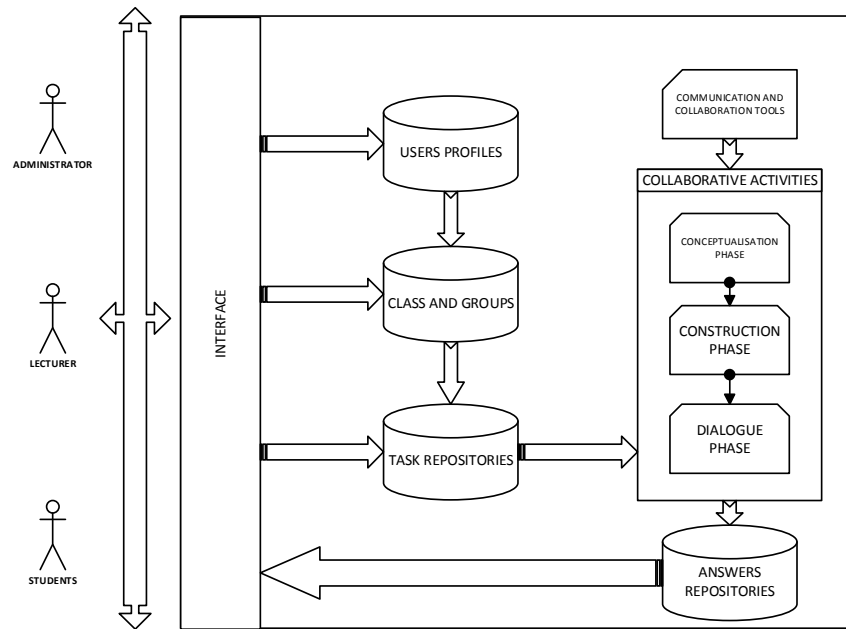 ADMINISTRATOR
LECTURER
STUDENTS
INTERFACE
USERS PROFILES
CLASS AND GROUPS
TASK REPOSITORIES
COMMUNICATION AND
COLLABORATION TOOLS
COLLABORATIVE ACTIVITIES
CONCEPTUALISATION
PHASE
CONSTRUCTION
PHASE
DIALOGUE
PHASE
ANSWERS
REPOSITORIES